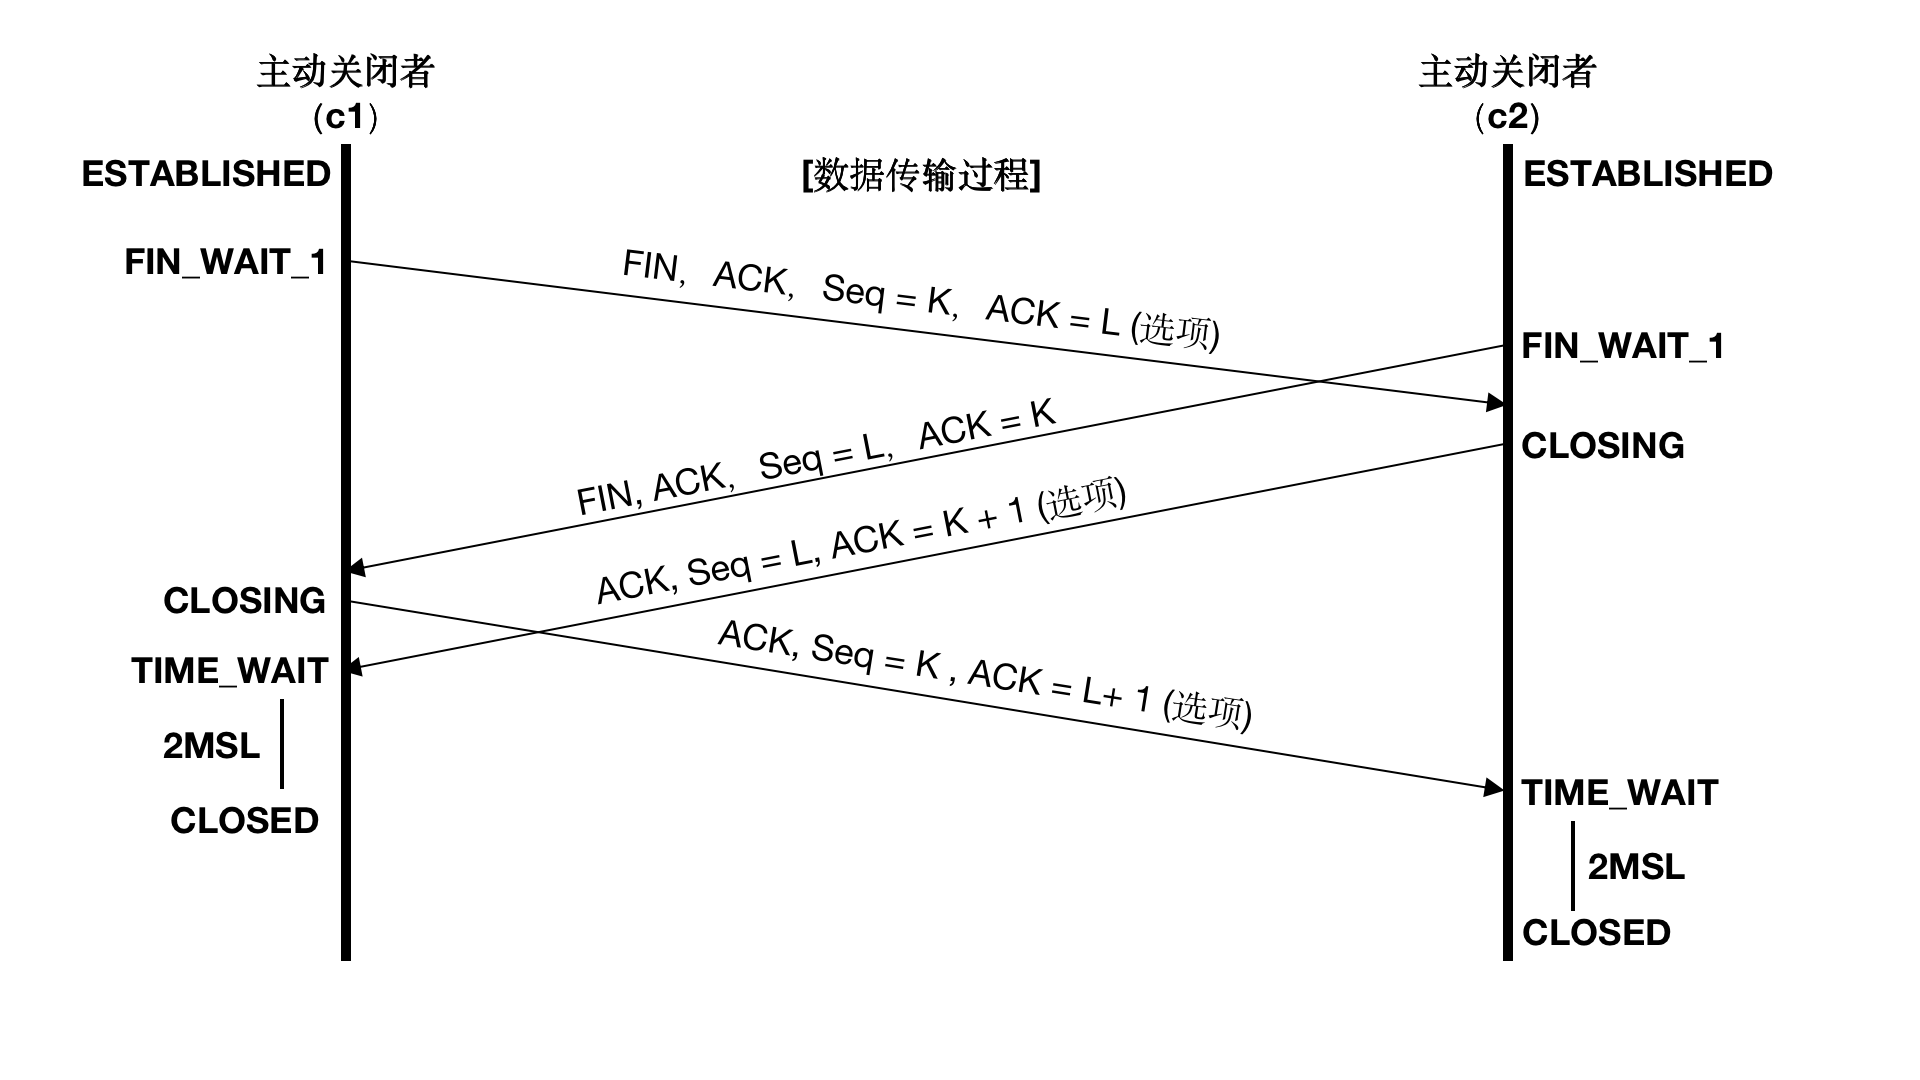 主动关闭者
（c1）
主动关闭者
（c2）
ESTABLISHED
[数据传输过程]
ESTABLISHED
FIN_WAIT_1
FIN， ACK， Seq = K， ACK = L (选项)
FIN_WAIT_1
FIN, ACK， Seq = L， ACK = K
CLOSING
ACK, Seq = L, ACK = K + 1 (选项)
CLOSING
ACK, Seq = K , ACK = L+ 1 (选项)
TIME_WAIT
2MSL
CLOSED
TIME_WAIT
2MSL
CLOSED